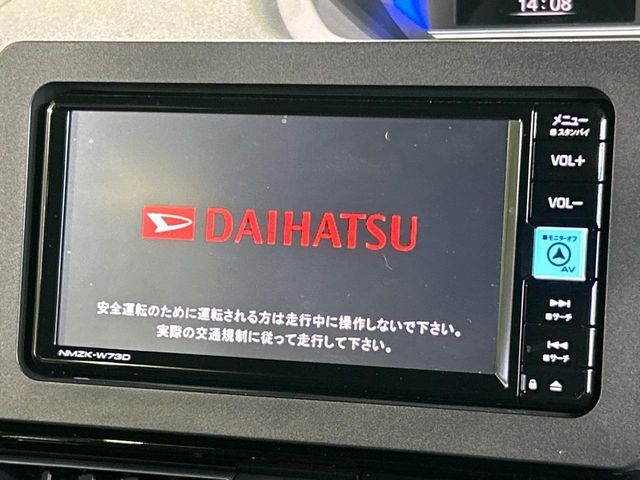 14:08
メニュー
スタンバイ
VOL+
VOL-
モニターオフ
AV
サーチ
サーチ
DAIHATSU
安全運転のために運転される方は走行中に操作しないで下さい。
実際の交通規制に従って走行して下さい。
NMZK-W73D